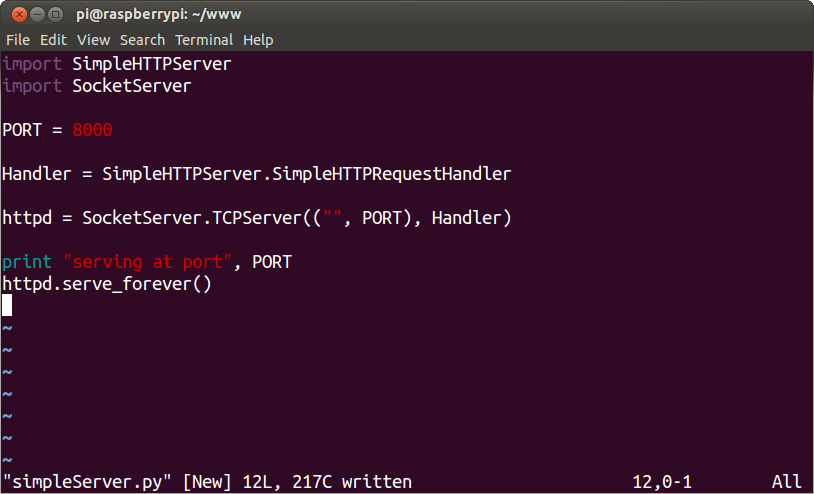 pi@raspberrypi: ~/www
File Edit View Search Terminal Help
import SimpleHTTPServer
import SocketServer
PORT = 8000
Handler = SimpleHTTPServer.SimpleHTTPRequestHandler
httpd = SocketServer.TCPServer(("", PORT), Handler)
print "serving at port", PORT
httpd.serve_forever()
~
~
~
~
~
~
~
"simpleServer.py" [New] 12L, 217C written 12,0-1 All